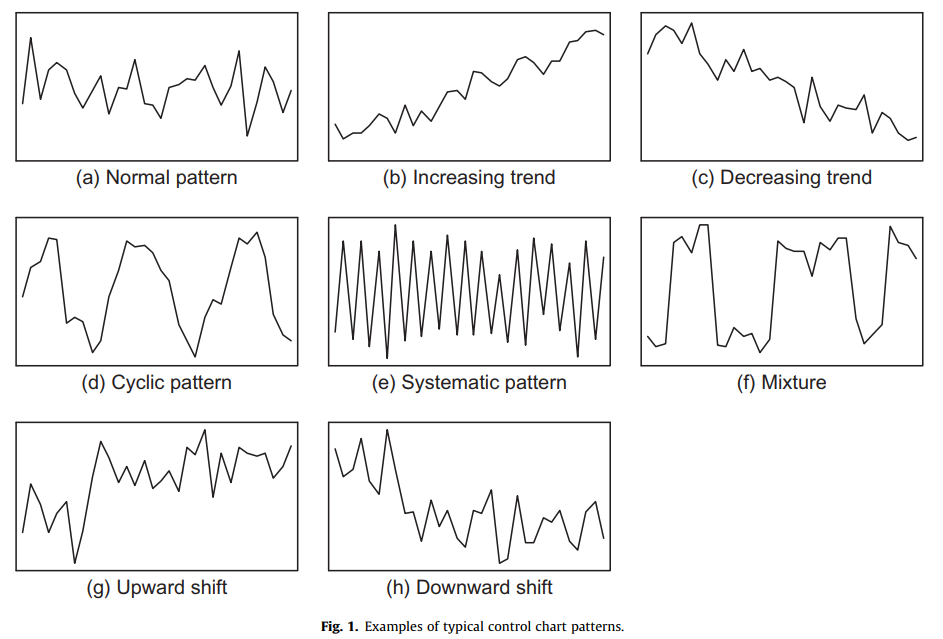 (a) Normal pattern
(b) Increasing trend
(c) Decreasing trend
(d) Cyclic pattern
(e) Systematic pattern
(f) Mixture
(g) Upward shift
(h) Downward shift
Fig. 1. Examples of typical control chart patterns.